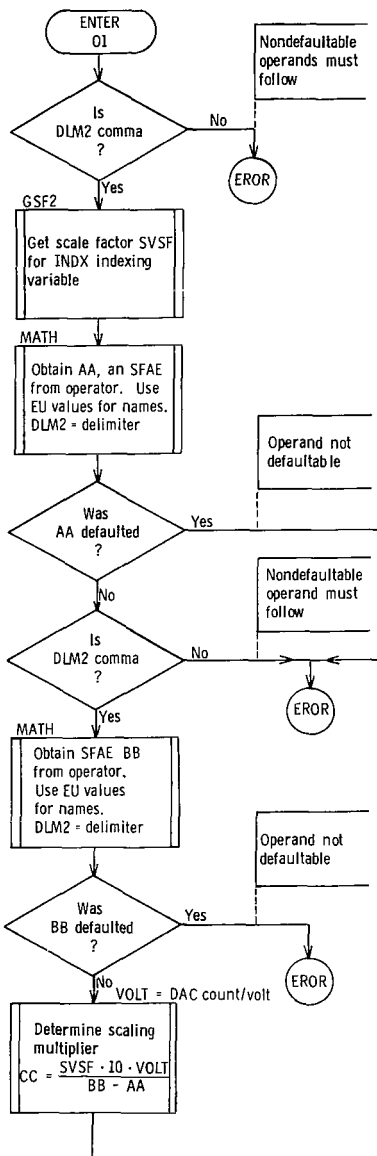 ENTER
01
Nondefaultable
operands must
follow
Is
DLM2 comma
?
No
EROR
Yes
GSF2
Get scale factor SVSF
for INDX indexing
variable
MATH
Obtain AA, an SFAE
from operator. Use
EU values for names.
DLM2 = delimiter
Operand not
defaultable
Was
AA defaulted
?
Yes
No
Nondefaultable
operand must
follow
Is
DLM2 comma
?
No
EROR
Yes
MATH
Obtain SFAE BB
from operator.
Use EU values
for names.
DLM2 = delimiter
Operand not
defaultable
Was
BB defaulted
?
Yes
EROR
No
VOLT = DAC count/volt
Determine scaling
multiplier
CC = SVSF · 10 · VOLT
BB - AA